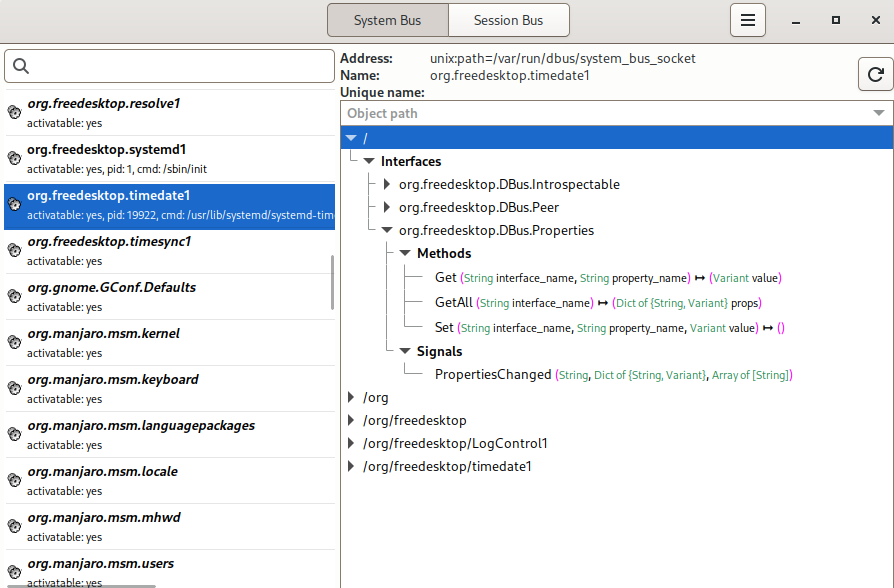 System Bus
Session Bus
org.freedesktop.resolve1
activatable: yes
org.freedesktop.systemd1
activatable: yes, pid: 1, cmd: /sbin/init
org.freedesktop.timedate1
activatable: yes, pid: 19922, cmd: /usr/lib/systemd/systemd-tim
org.freedesktop.timesync1
activatable: yes
org.gnome.GConf.Defaults
activatable: yes
org.manjaro.msm.kernel
activatable: yes
org.manjaro.msm.keyboard
activatable: yes
org.manjaro.msm.languagepackages
activatable: yes
org.manjaro.msm.locale
activatable: yes
org.manjaro.msm.mhwd
activatable: yes
org.manjaro.msm.users
activatable: yes
Address: unix:path=/var/run/dbus/system_bus_socket
Name: org.freedesktop.timedate1
Unique name:
Object path
/
Interfaces
org.freedesktop.DBus.Introspectable
org.freedesktop.DBus.Peer
org.freedesktop.DBus.Properties
Methods
Get (String interface_name, String property_name) ↦ (Variant value)
GetAll (String interface_name) ↦ (Dict of {String, Variant} props)
Set (String interface_name, String property_name, Variant value) ↦ ()
Signals
PropertiesChanged (String, Dict of {String, Variant}, Array of [String])
/org
/org/freedesktop
/org/freedesktop/LogControl1
/org/freedesktop/timedate1